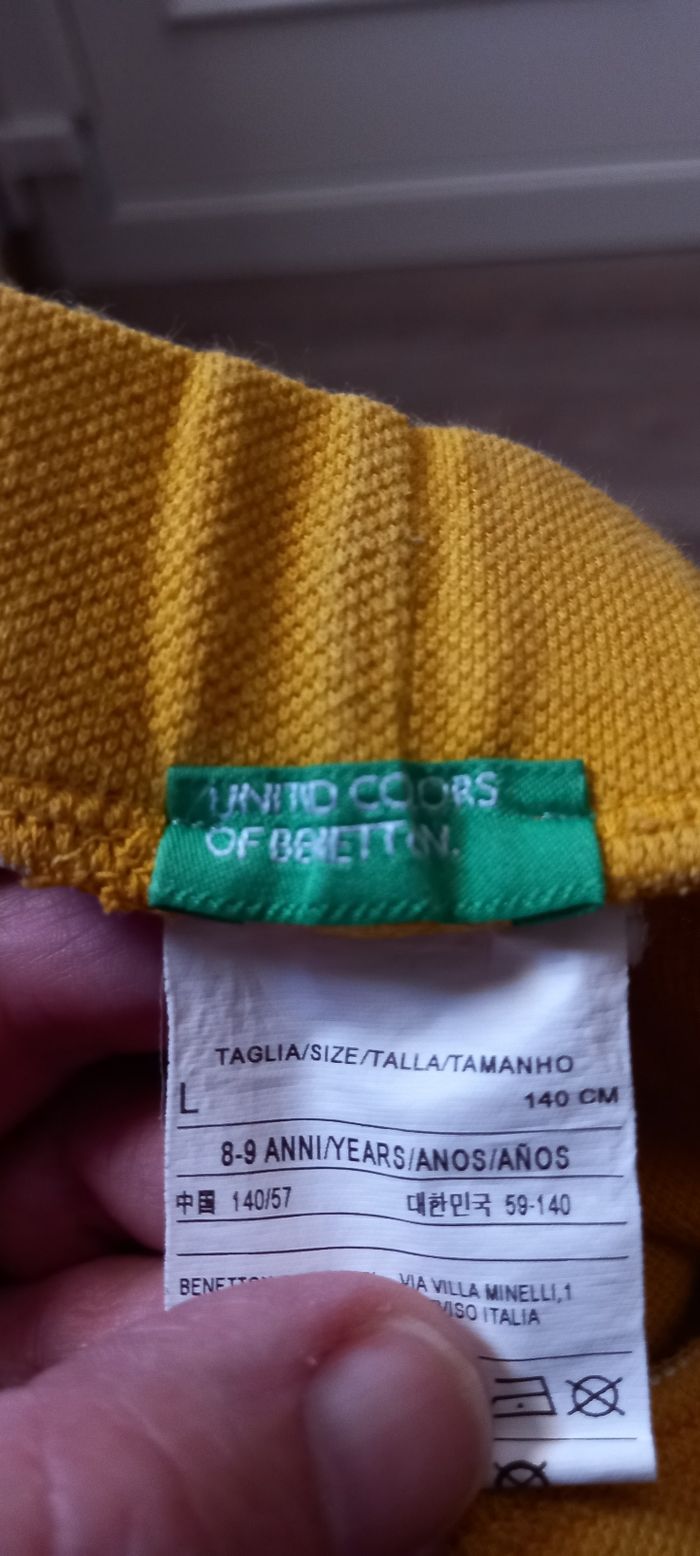 UNITED COLORS
OF BENETTON.
TAGLIA/SIZE/TALLA/TAMANHO
L 140 CM
8-9 ANNI/YEARS/ANOS/AÑOS
中国 140/57 대한민국 59-140
VIA VILLA MINELLI,1
ITALIA